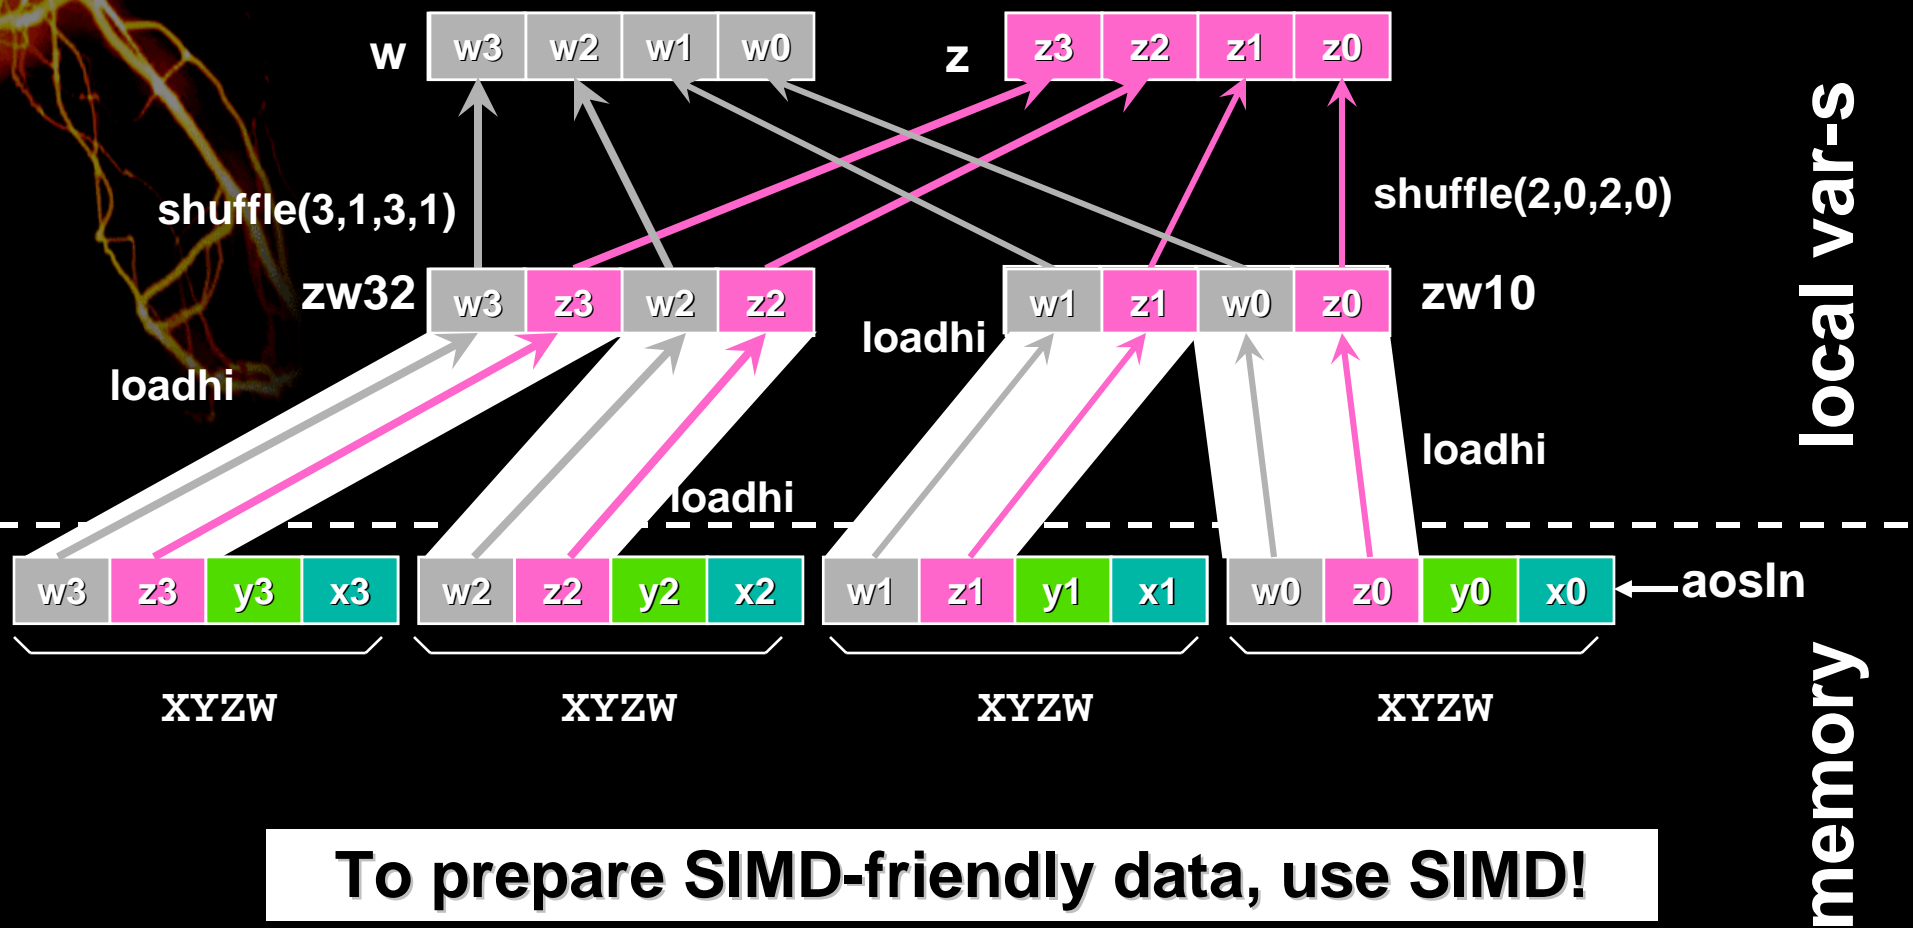 w w3 w2 w1 w0 z z3 z2 z1 z0
shuffle(3,1,3,1) shuffle(2,0,2,0)
zw32 w3 z3 w2 z2 w1 z1 w0 z0 zw10
loadhi
loadhi
loadhi
loadhi
local var-s
w3 z3 y3 x3 w2 z2 y2 x2 w1 z1 y1 x1 w0 z0 y0 x0 aosIn
XYZW XYZW XYZW XYZW
memory
To prepare SIMD-friendly data, use SIMD!